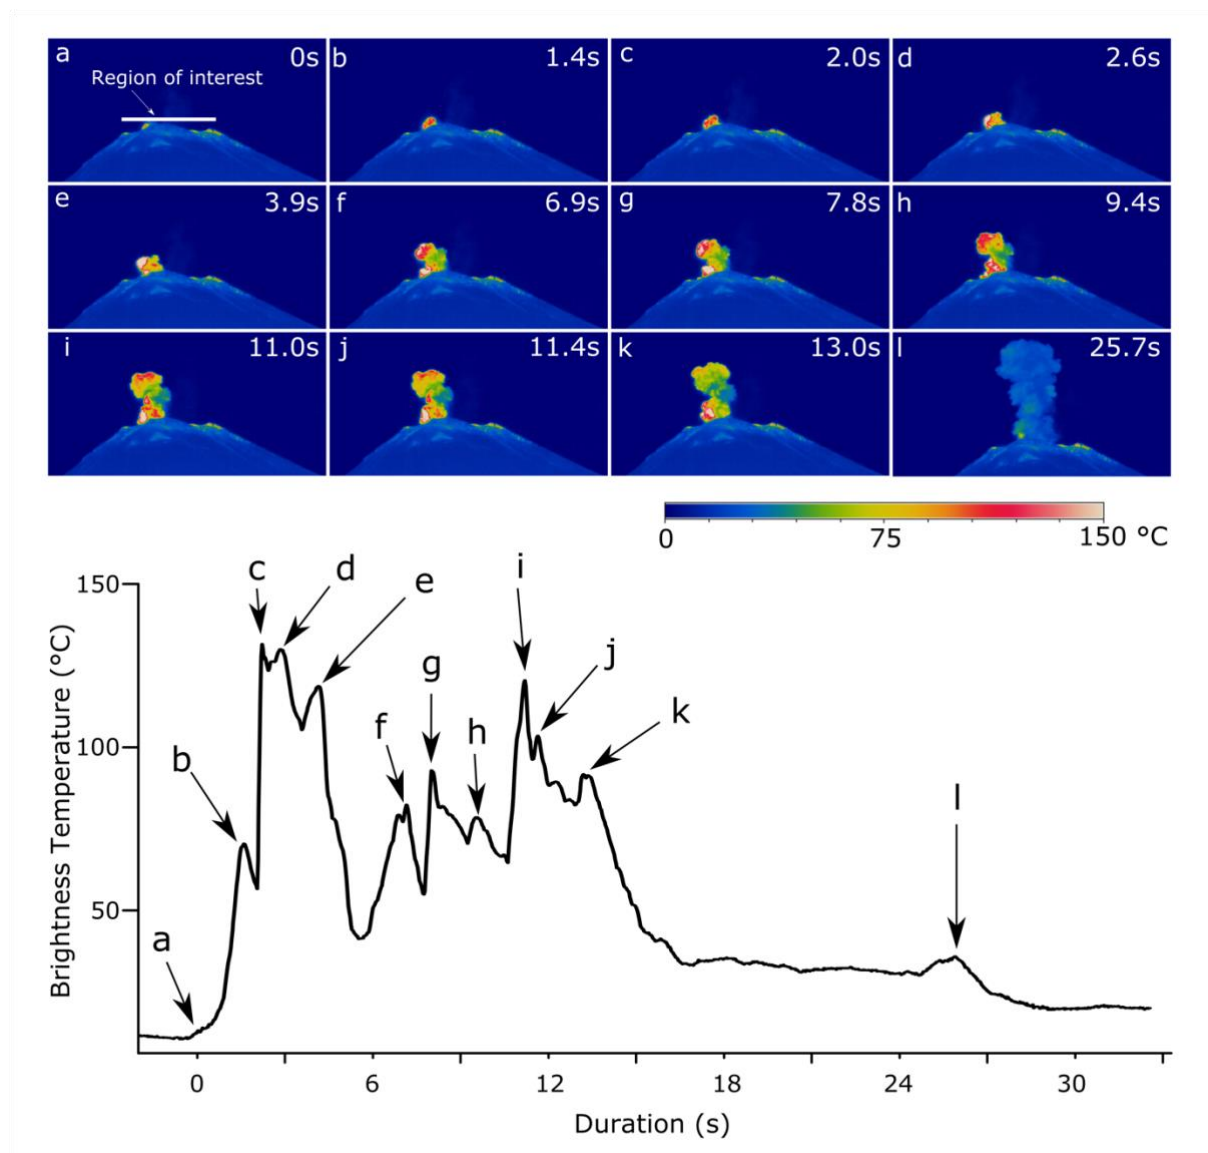 a 0s b 1.4s c 2.0s d 2.6s
Region of interest
e 3.9s f 6.9s g 7.8s h 9.4s
i 11.0s j 11.4s k 13.0s l 25.7s
0 75 150 °C
c d e i
150
g j
b f h k
100
l
50
a
Brightness Temperature (°C)
0 6 12 18 24 30
Duration (s)